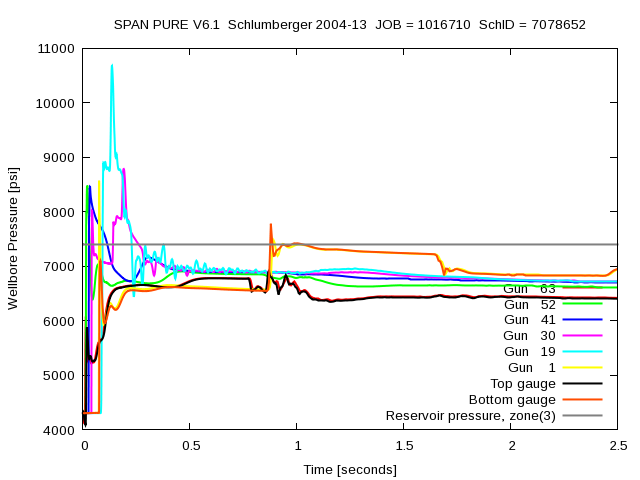 SPAN PURE V6.1 Schlumberger 2004-13 JOB = 1016710 SchID = 7078652
Wellbore Pressure [psi]
11000
10000
9000
8000
7000
6000
5000
4000
Gun 63
Gun 52
Gun 41
Gun 30
Gun 19
Gun 1
Top gauge
Bottom gauge
Reservoir pressure, zone(3)
0 0.5 1 1.5 2 2.5
Time [seconds]